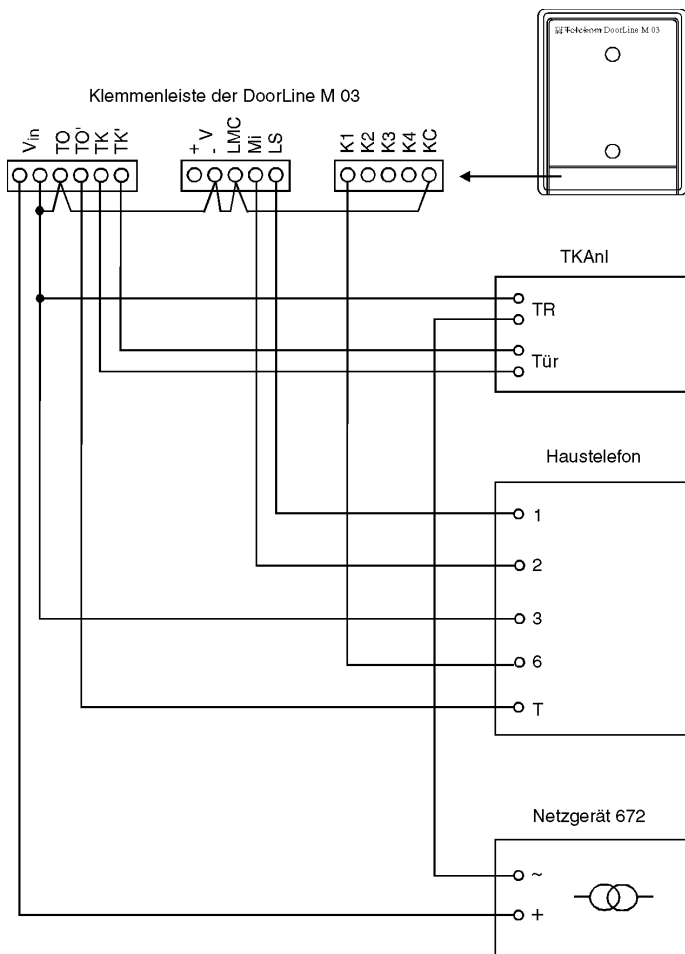 Telekom DoorLine M 03
Klemmenleiste der DoorLine M 03
Vin TO TO' TK TK'
+ V - LMC Mi LS
K1 K2 K3 K4 KC
TKAnl
TR
Tür
Haustelefon
1
2
3
6
T
Netzgerät 672
~
+